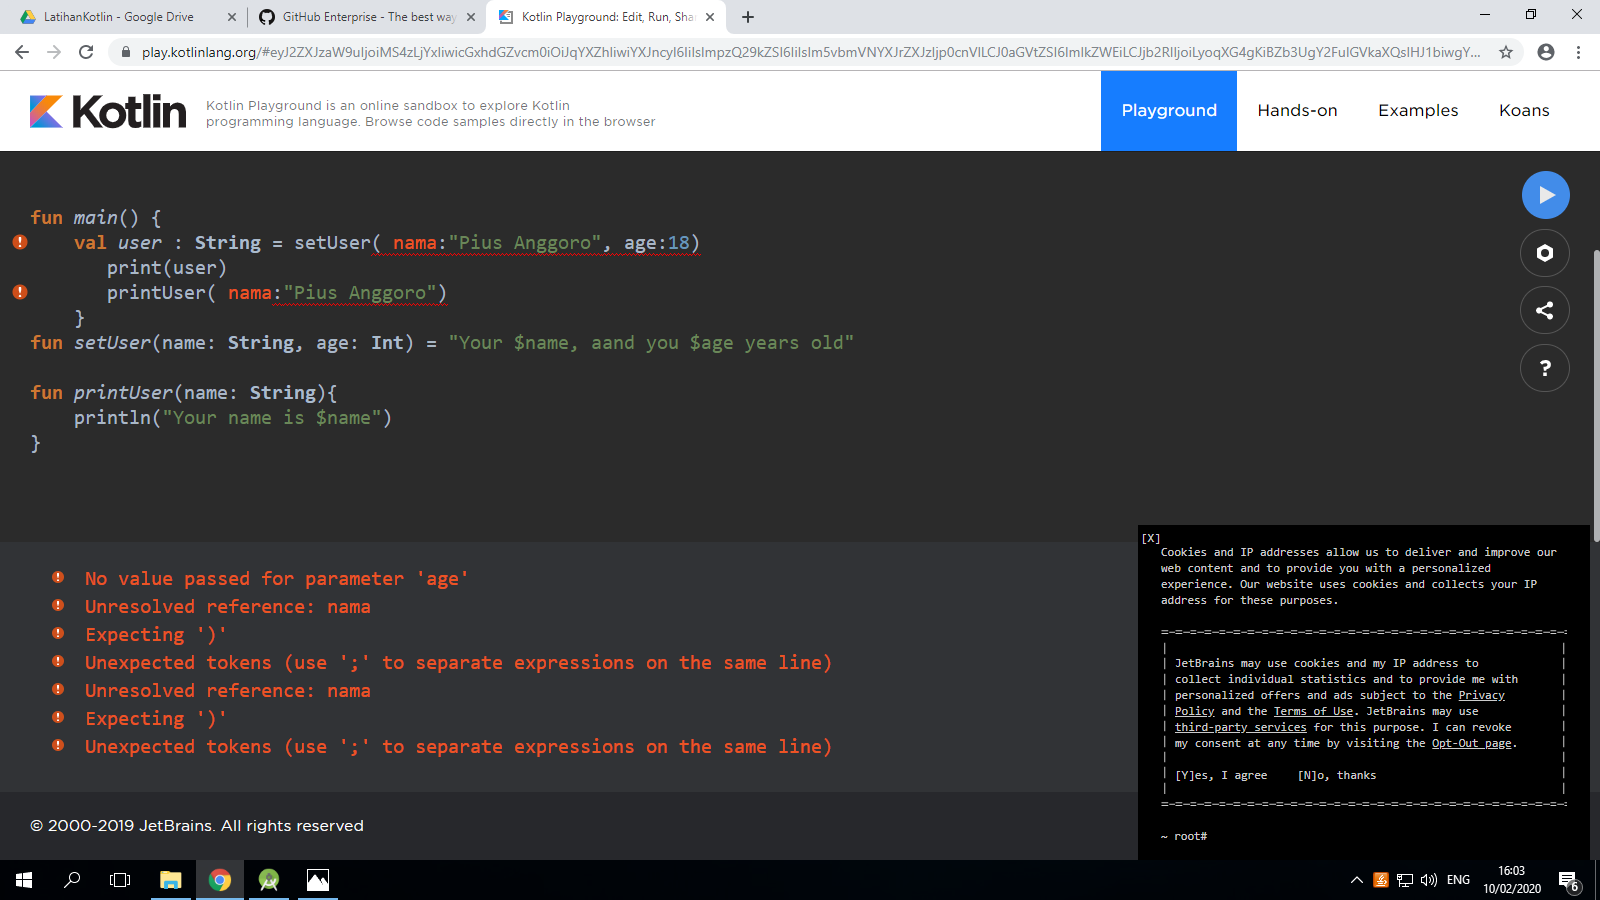 LatihanKotlin - Google Drive
GitHub Enterprise - The best way
Kotlin Playground: Edit, Run, Sha
Kotlin
Kotlin Playground is an online sandbox to explore Kotlin
programming language. Browse code samples directly in the browser
Playground
Hands-on
Examples
Koans
fun main() {
val user : String = setUser( nama:"Pius Anggoro", age:18)
print(user)
printUser( nama:"Pius Anggoro")
}
fun setUser(name: String, age: Int) = "Your $name, aand you $age years old"
fun printUser(name: String){
println("Your name is $name")
}
No value passed for parameter 'age'
Unresolved reference: nama
Expecting ')'
Unexpected tokens (use ';' to separate expressions on the same line)
Unresolved reference: nama
Expecting ')'
Unexpected tokens (use ';' to separate expressions on the same line)
[X]
Cookies and IP addresses allow us to deliver and improve our
web content and to provide you with a personalized
experience. Our website uses cookies and collects your IP
address for these purposes.
JetBrains may use cookies and my IP address to
collect individual statistics and to provide me with
personalized offers and ads subject to the Privacy
Policy and the Terms of Use. JetBrains may use
third-party services for this purpose. I can revoke
my consent at any time by visiting the Opt-Out page.
[Y]es, I agree [N]o, thanks
~ root#
© 2000-2019 JetBrains. All rights reserved
ENG
16:03
10/02/2020
6